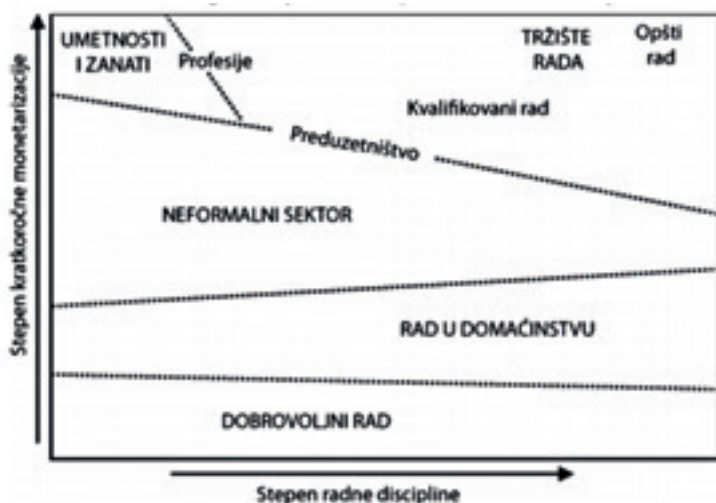 UMETNOSTI
I ZANATI
Profesije
TRŽIŠTE
RADA
Opšti
rad
Kvalifikovani rad
Preduzetništvo
NEFORMALNI SEKTOR
RAD U DOMAĆINSTVU
DOBROVOLJNI RAD
Stepen kratkoročne monetarizacije
Stepen radne discipline